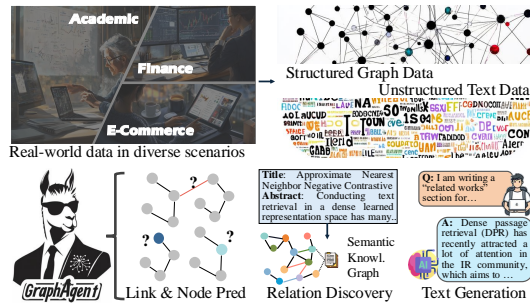 Academic
Finance
E-Commerce
Real-world data in diverse scenarios
Structured Graph Data
Unstructured Text Data
GraphAgent
?
?
?
Link & Node Pred
Title: Approximate Nearest
Neighbor Negative Contrastive
Abstract: Conducting text
retrieval in a dense learned
representation space has many..
Semantic
Knowl.
Graph
Relation Discovery
Q: I am writing a
"related works"
section for…
A: Dense passage
retrieval (DPR) has
recently attracted a
lot of attention in
the IR community,
which aims to …
AI
Text Generation